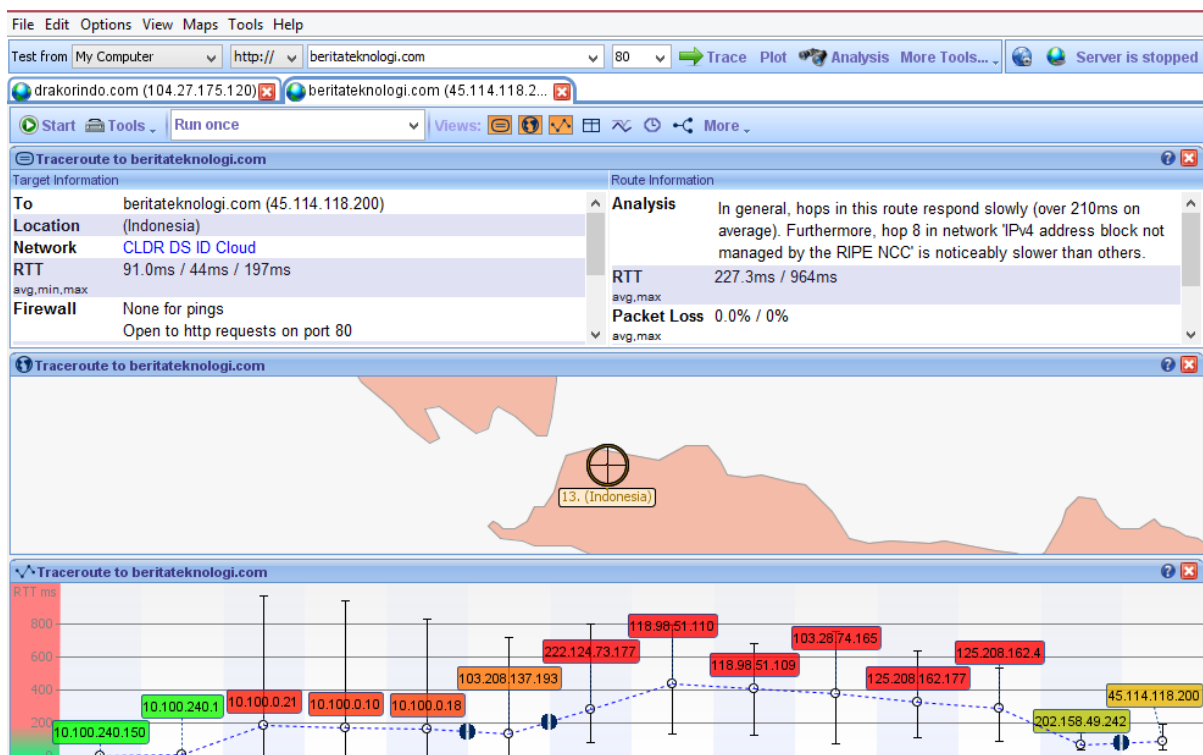 File Edit Options View Maps Tools Help
Test from My Computer http:// beritateknologi.com 80 Trace Plot Analysis More Tools... Server is stopped
drakorindo.com (104.27.175.120) beritateknologi.com (45.114.118.2...
Start Tools Run once Views: More
Traceroute to beritateknologi.com
Target Information
To beritateknologi.com (45.114.118.200)
Location (Indonesia)
Network CLDR DS ID Cloud
RTT 91.0ms / 44ms / 197ms
avg,min,max
Firewall None for pings
Open to http requests on port 80
Route Information
Analysis In general, hops in this route respond slowly (over 210ms on
average). Furthermore, hop 8 in network 'IPv4 address block not
managed by the RIPE NCC' is noticeably slower than others.
RTT 227.3ms / 964ms
avg,max
Packet Loss 0.0% / 0%
avg,max
Traceroute to beritateknologi.com
13. (Indonesia)
Traceroute to beritateknologi.com
RTT ms
800
600
400
200
0
10.100.240.150
10.100.240.1
10.100.0.21
10.100.0.10
10.100.0.18
103.208.137.193
222.124.73.177
118.98.51.110
118.98.51.109
103.28.74.165
125.208.162.177
125.208.162.4
202.158.49.242
45.114.118.200